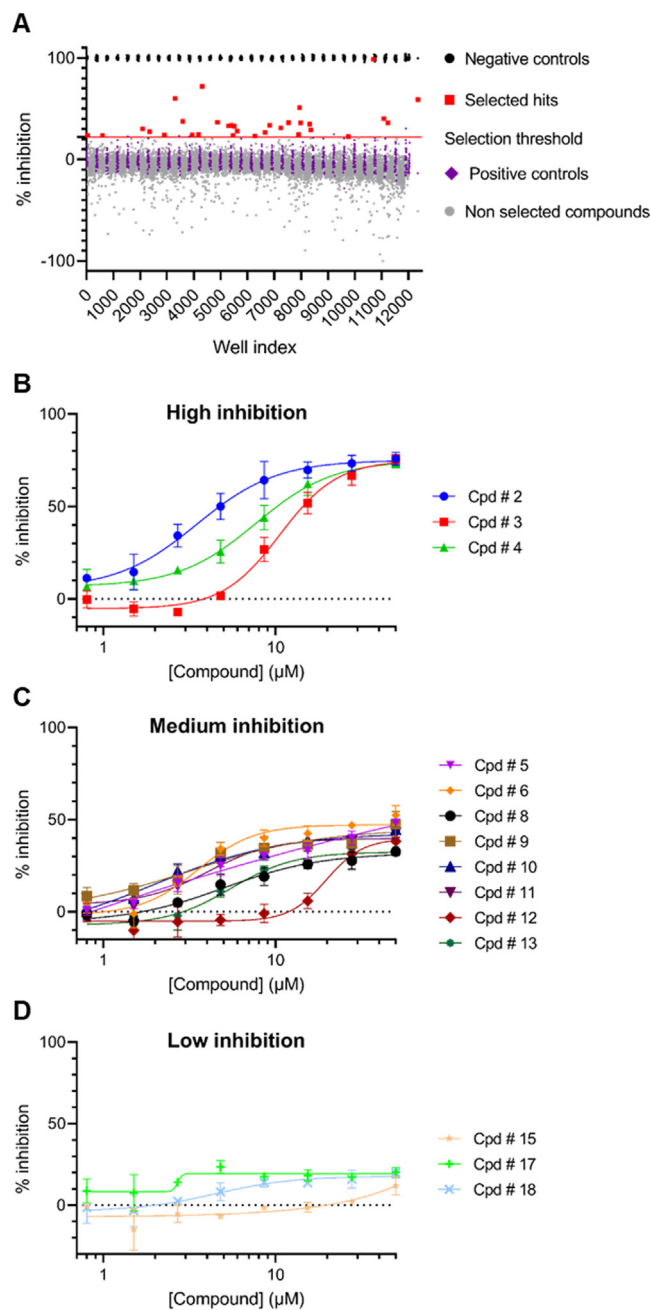 A
% inhibition
100
0
-100
0
1000
2000
3000
4000
5000
6000
7000
8000
9000
10000
11000
12000
Well index
Negative controls
Selected hits
Selection threshold
Positive controls
Non selected compounds
B
High inhibition
% inhibition
100
50
0
1
10
[Compound] (µM)
Cpd # 2
Cpd # 3
Cpd # 4
C
Medium inhibition
% inhibition
100
50
0
1
10
[Compound] (µM)
Cpd # 5
Cpd # 6
Cpd # 8
Cpd # 9
Cpd # 10
Cpd # 11
Cpd # 12
Cpd # 13
D
Low inhibition
% inhibition
100
50
0
1
10
[Compound] (µM)
Cpd # 15
Cpd # 17
Cpd # 18